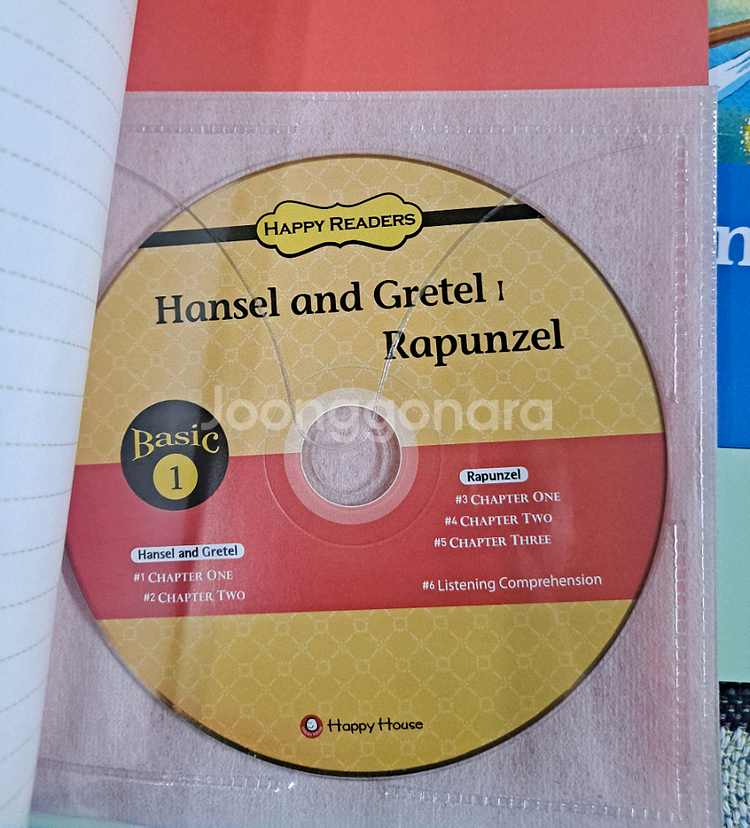 HAPPY READERS
Hansel and Gretel |
Rapunzel
Joonggonara
Basic
1
Rapunzel
#3 CHAPTER ONE
#4 CHAPTER TWO
#5 CHAPTER THREE
Hansel and Gretel
#1 CHAPTER ONE
#2 CHAPTER TWO
#6 Listening Comprehension
Happy House
n